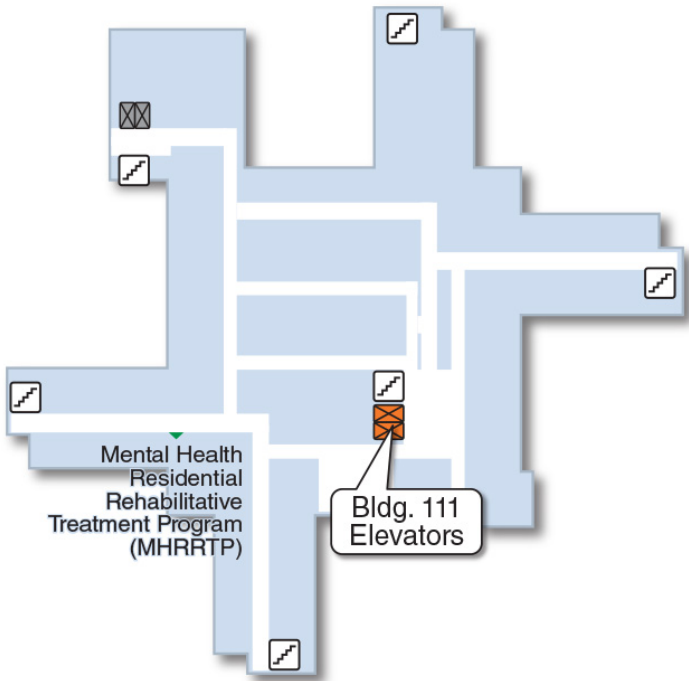 Mental Health
Residential
Rehabilitative
Treatment Program
(MHRRTP)
Bldg. 111
Elevators